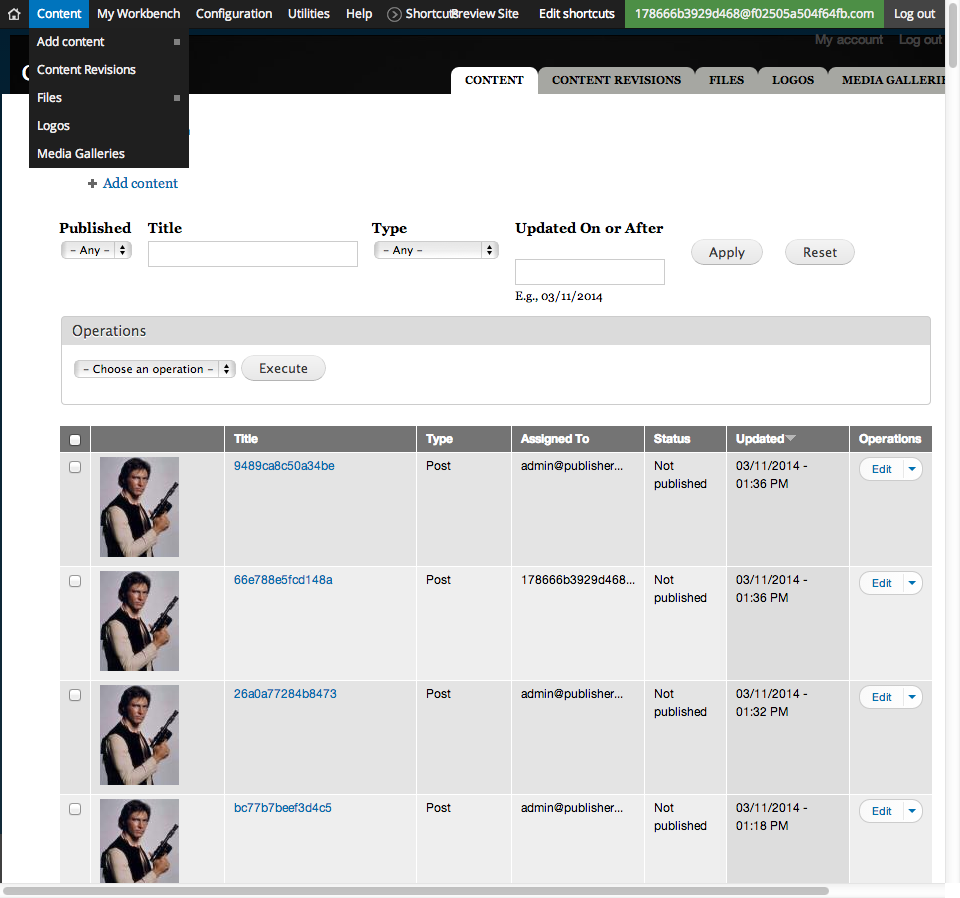 Content My Workbench Configuration Utilities Help Shortcuts Preview Site Edit shortcuts 178666b3929d468@f02505a504f64fb.com Log out
Add content
My account Log out
Content Revisions
CONTENT CONTENT REVISIONS FILES LOGOS MEDIA GALLERIE
Files
Logos
Media Galleries
Add content
Published Title Type Updated On or After
- Any - - Any - Apply Reset
E.g., 03/11/2014
Operations
- Choose an operation - Execute
Title Type Assigned To Status Updated Operations
9489ca8c50a34be Post admin@publisher... Not 03/11/2014 - Edit
published 01:36 PM
66e788e5fcd148a Post 178666b3929d468... Not 03/11/2014 - Edit
published 01:36 PM
26a0a77284b8473 Post admin@publisher... Not 03/11/2014 - Edit
published 01:32 PM
bc77b7beef3d4c5 Post admin@publisher... Not 03/11/2014 - Edit
published 01:18 PM